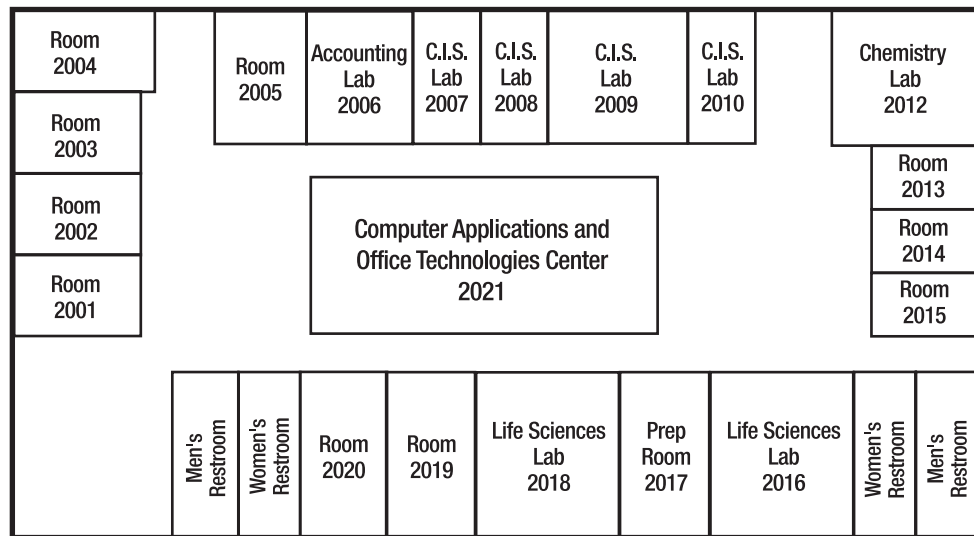 Room
2004
Room
2003
Room
2002
Room
2001
Room
2005
Accounting
Lab
2006
C.I.S.
Lab
2007
C.I.S.
Lab
2008
C.I.S.
Lab
2009
C.I.S.
Lab
2010
Chemistry
Lab
2012
Room
2013
Room
2014
Room
2015
Computer Applications and
Office Technologies Center
2021
Men's
Restroom
Women's
Restroom
Room
2020
Room
2019
Life Sciences
Lab
2018
Prep
Room
2017
Life Sciences
Lab
2016
Women's
Restroom
Men's
Restroom